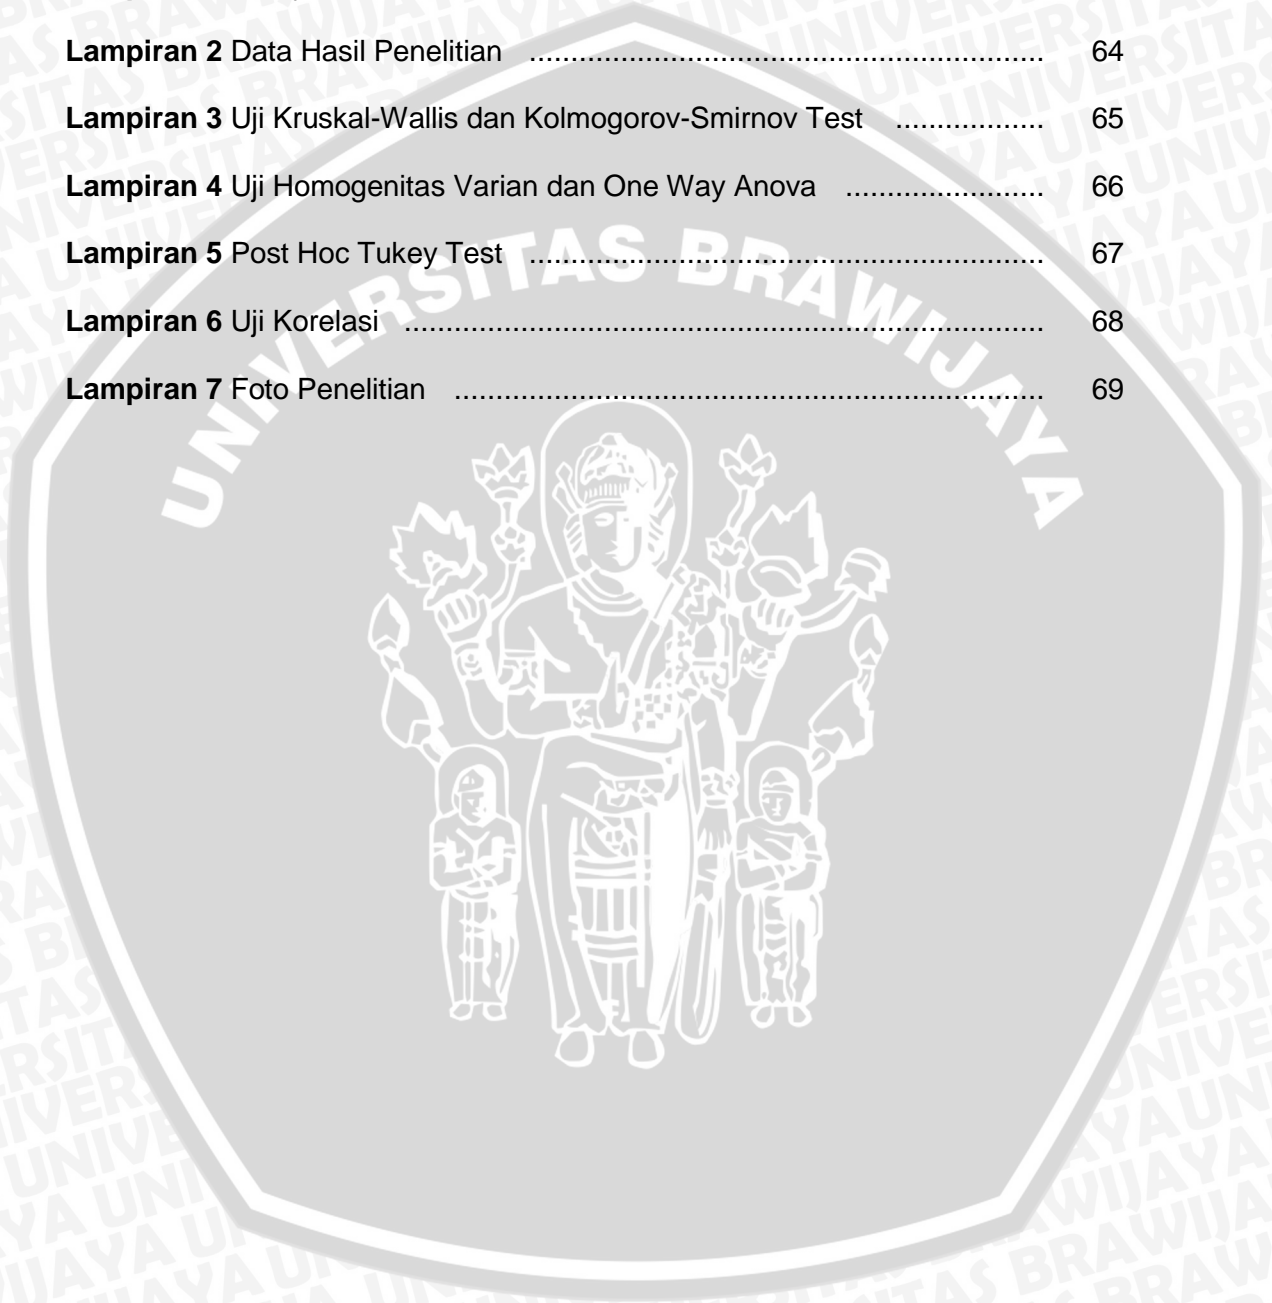 Lampiran 2 Data Hasil Penelitian .............................................................. 64
Lampiran 3 Uji Kruskal-Wallis dan Kolmogorov-Smirnov Test .................. 65
Lampiran 4 Uji Homogenitas Varian dan One Way Anova ........................ 66
Lampiran 5 Post Hoc Tukey Test .............................................................. 67
Lampiran 6 Uji Korelasi ............................................................................. 68
Lampiran 7 Foto Penelitian ....................................................................... 69
UNIVERSITAS BRAWIJAYA